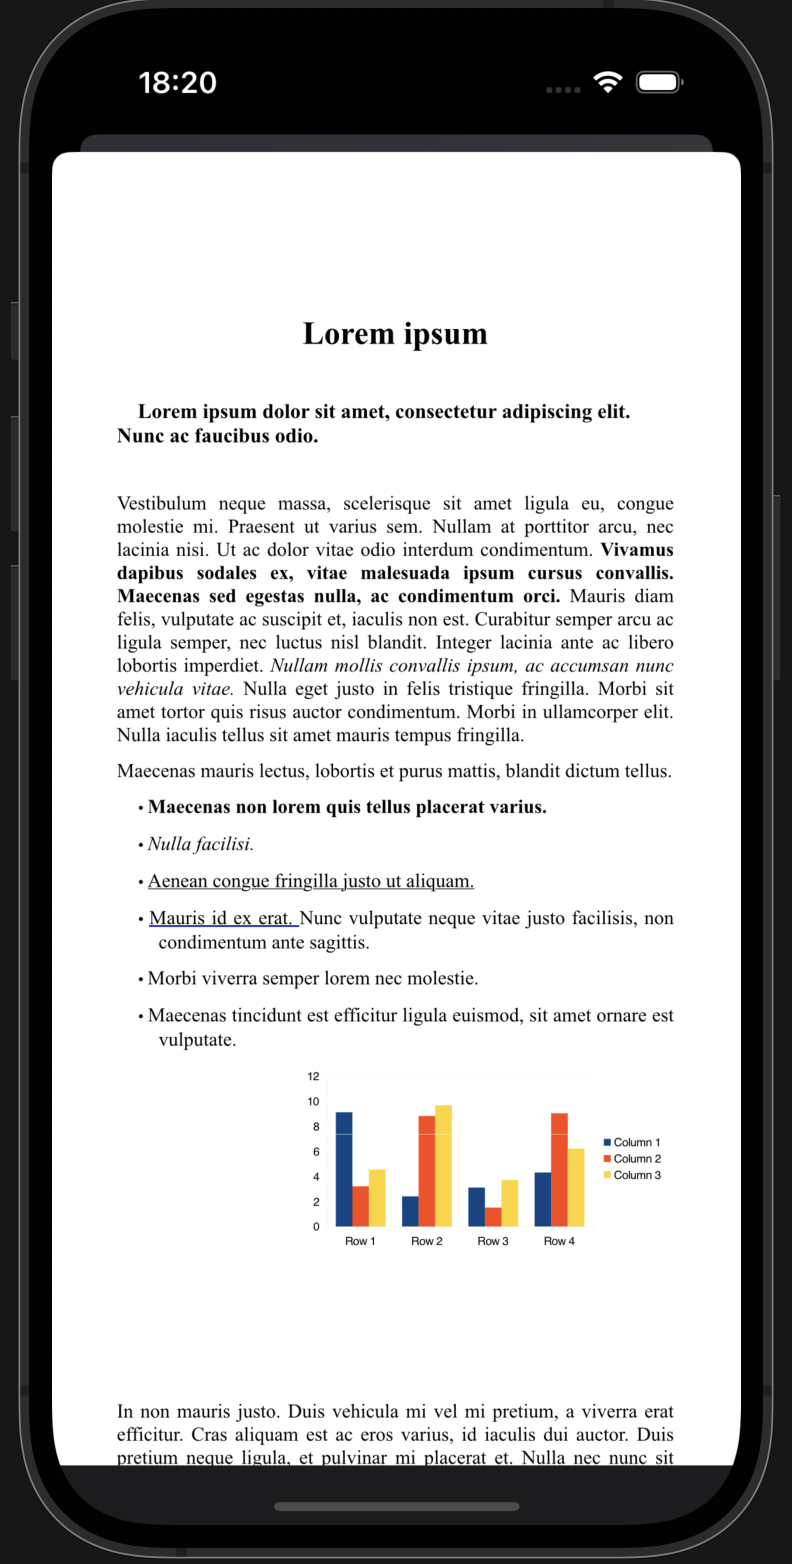 18:20
Lorem ipsum
Lorem ipsum dolor sit amet, consectetur adipiscing elit.
Nunc ac faucibus odio.
Vestibulum neque massa, scelerisque sit amet ligula eu, congue
molestie mi. Praesent ut varius sem. Nullam at porttitor arcu, nec
lacinia nisi. Ut ac dolor vitae odio interdum condimentum. Vivamus
dapibus sodales ex, vitae malesuada ipsum cursus convallis.
Maecenas sed egestas nulla, ac condimentum orci. Mauris diam
felis, vulputate ac suscipit et, iaculis non est. Curabitur semper arcu ac
ligula semper, nec luctus nisl blandit. Integer lacinia ante ac libero
lobortis imperdiet. Nullam mollis convallis ipsum, ac accumsan nunc
vehicula vitae. Nulla eget justo in felis tristique fringilla. Morbi sit
amet tortor quis risus auctor condimentum. Morbi in ullamcorper elit.
Nulla iaculis tellus sit amet mauris tempus fringilla.
Maecenas mauris lectus, lobortis et purus mattis, blandit dictum tellus.
• Maecenas non lorem quis tellus placerat varius.
• Nulla facilisi.
• Aenean congue fringilla justo ut aliquam.
• Mauris id ex erat. Nunc vulputate neque vitae justo facilisis, non
condimentum ante sagittis.
• Morbi viverra semper lorem nec molestie.
• Maecenas tincidunt est efficitur ligula euismod, sit amet ornare est
vulputate.
12
10
8
6
4
2
0
Row 1 Row 2 Row 3 Row 4
Column 1
Column 2
Column 3
In non mauris justo. Duis vehicula mi vel mi pretium, a viverra erat
efficitur. Cras aliquam est ac eros varius, id iaculis dui auctor. Duis
pretium neque ligula, et pulvinar mi placerat et. Nulla nec nunc sit